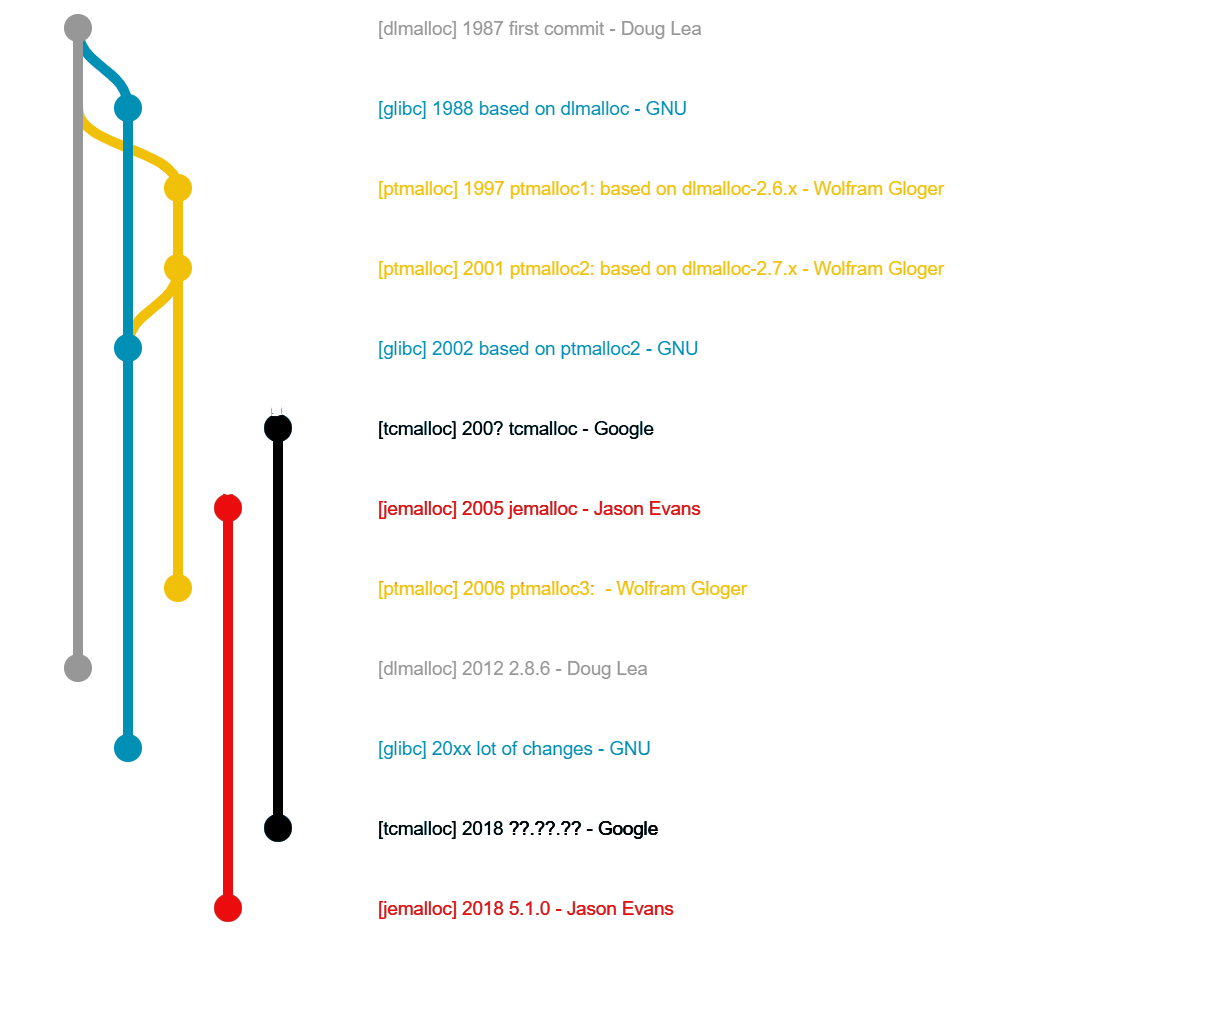 [dlmalloc] 1987 first commit - Doug Lea
[glibc] 1988 based on dlmalloc - GNU
[ptmalloc] 1997 ptmalloc1: based on dlmalloc-2.6.x - Wolfram Gloger
[ptmalloc] 2001 ptmalloc2: based on dlmalloc-2.7.x - Wolfram Gloger
[glibc] 2002 based on ptmalloc2 - GNU
[tcmalloc] 200? tcmalloc - Google
[jemalloc] 2005 jemalloc - Jason Evans
[ptmalloc] 2006 ptmalloc3:  - Wolfram Gloger
[dlmalloc] 2012 2.8.6 - Doug Lea
[glibc] 20xx lot of changes - GNU
[tcmalloc] 2018 ??.??.?? - Google
[jemalloc] 2018 5.1.0 - Jason Evans